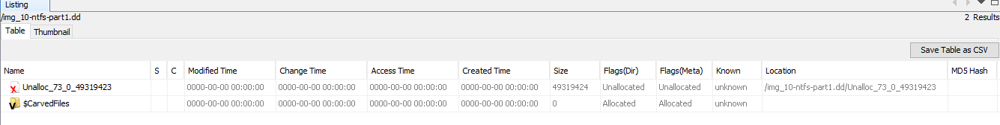 Listing
/img_10-ntfs-part1.dd 2 Results
Table Thumbnail
Save Table as CSV
Name S C Modified Time Change Time Access Time Created Time Size Flags(Dir) Flags(Meta) Known Location MD5 Hash
Unalloc_73_0_49319423 0000-00-00 00:00:00 0000-00-00 00:00:00 0000-00-00 00:00:00 0000-00-00 00:00:00 49319424 Unallocated Unallocated unknown /img_10-ntfs-part1.dd/Unalloc_73_0_49319423
$CarvedFiles 0000-00-00 00:00:00 0000-00-00 00:00:00 0000-00-00 00:00:00 0000-00-00 00:00:00 0 Allocated Allocated unknown